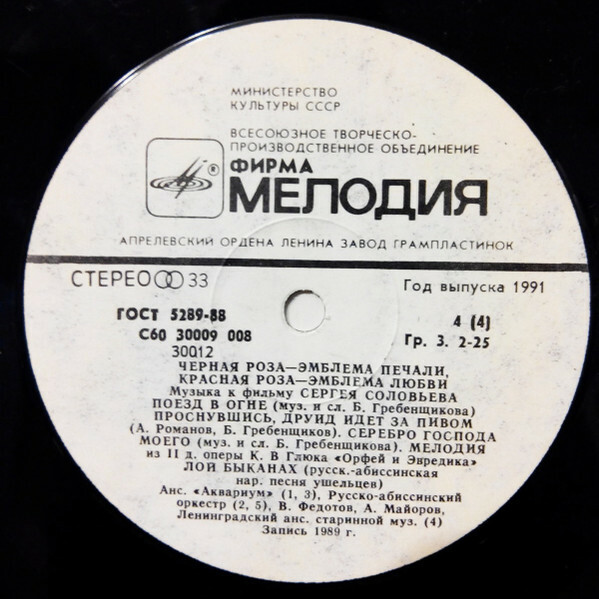 МИНИСТЕРСТВО
КУЛЬТУРЫ СССР
ВСЕСОЮЗНОЕ ТВОРЧЕСКО-
ПРОИЗВОДСТВЕННОЕ ОБЪЕДИНЕНИЕ
®
ФИРМА
МЕЛОДИЯ
АПРЕЛЕВСКИЙ ОРДЕНА ЛЕНИНА ЗАВОД ГРАМПЛАСТИНОК
СТЕРЕО 33
Год выпуска 1991
ГОСТ 5289-88
4 (4)
С60 30009 008
Гр. 3. 2-25
30012
ЧЕРНАЯ РОЗА—ЭМБЛЕМА ПЕЧАЛИ,
КРАСНАЯ РОЗА—ЭМБЛЕМА ЛЮБВИ
Музыка к фильму СЕРГЕЯ СОЛОВЬЕВА
ПОЕЗД В ОГНЕ (муз. и сл. Б. Гребенщикова)
ПРОСНУВШИСЬ, ДРУИД ИДЕТ ЗА ПИВОМ
(А. Романов, Б. Гребенщиков). СЕРЕБРО ГОСПОДА
МОЕГО (муз. и сл. Б. Гребенщикова). МЕЛОДИЯ
из II д. оперы К. В Глюка «Орфей и Эвредика»
ЛОЙ БЫКАНАХ (русск.-абиссинская
нар. песня ушельцев)
Анс. «Аквариум» (1, 3), Русско-абиссинский
оркестр (2, 5), В. Федотов, А. Майоров,
Ленинградский анс. старинной муз. (4)
Запись 1989 г.